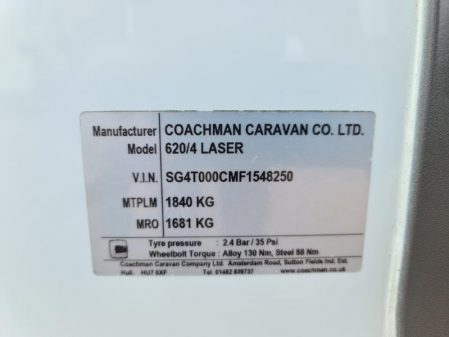 Manufacturer COACHMAN CARAVAN CO. LTD.
Model 620/4 LASER
V.I.N. SG4T000CMF1548250
MTPLM 1840 KG
MRO 1681 KG
Tyre pressure : 2.4 Bar / 35 Psi
Wheelbolt Torque : Alloy 130 Nm, Steel 88 Nm
Coachman Caravan Company Ltd. Amsterdam Road, Sutton Fields Ind. Est.
Hull. HU7 0XF Tel. 01482 839737 www.coachman.co.uk